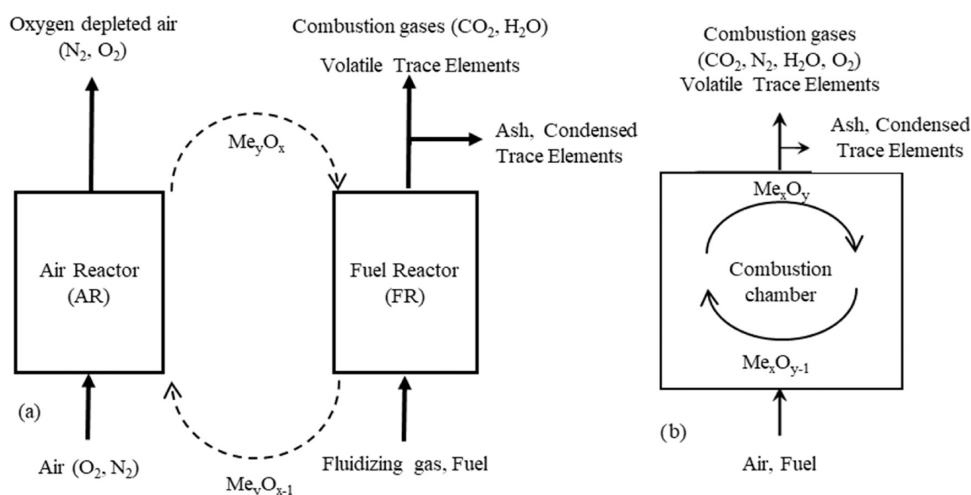 Oxygen depleted air
(N₂, O₂)
Combustion gases (CO₂, H₂O)
Volatile Trace Elements
Ash, Condensed
Trace Elements
MeyOx
Air Reactor
(AR)
Fuel Reactor
(FR)
(a)
Air (O₂, N₂)
MeyOx-1
Fluidizing gas, Fuel
Combustion gases
(CO₂, N₂, H₂O, O₂)
Volatile Trace Elements
Ash, Condensed
Trace Elements
MexOy
Combustion
chamber
MexOy-1
(b)
Air, Fuel